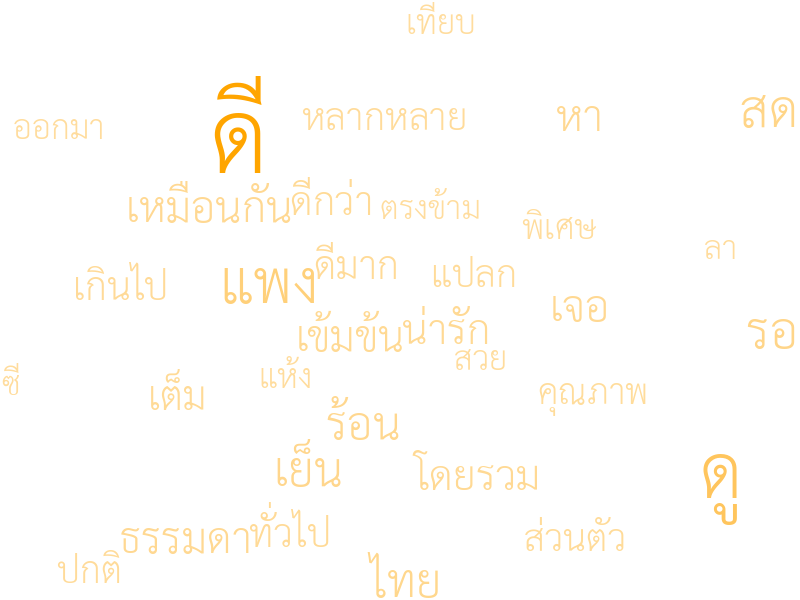 เทียบ
ดี
หลากหลาย
หา
สด
ออกมา
เหมือนกัน
ดีกว่า
ตรงข้าม
พิเศษ
ลา
เกินไป
แพง
ดีมาก
แปลก
เจอ
รอ
เข้มข้น
น่ารัก
สวย
ซี
เต็ม
แห้ง
คุณภาพ
ร้อน
เย็น
โดยรวม
ดู
ธรรมดา
ทั่วไป
ส่วนตัว
ปกติ
ไทย